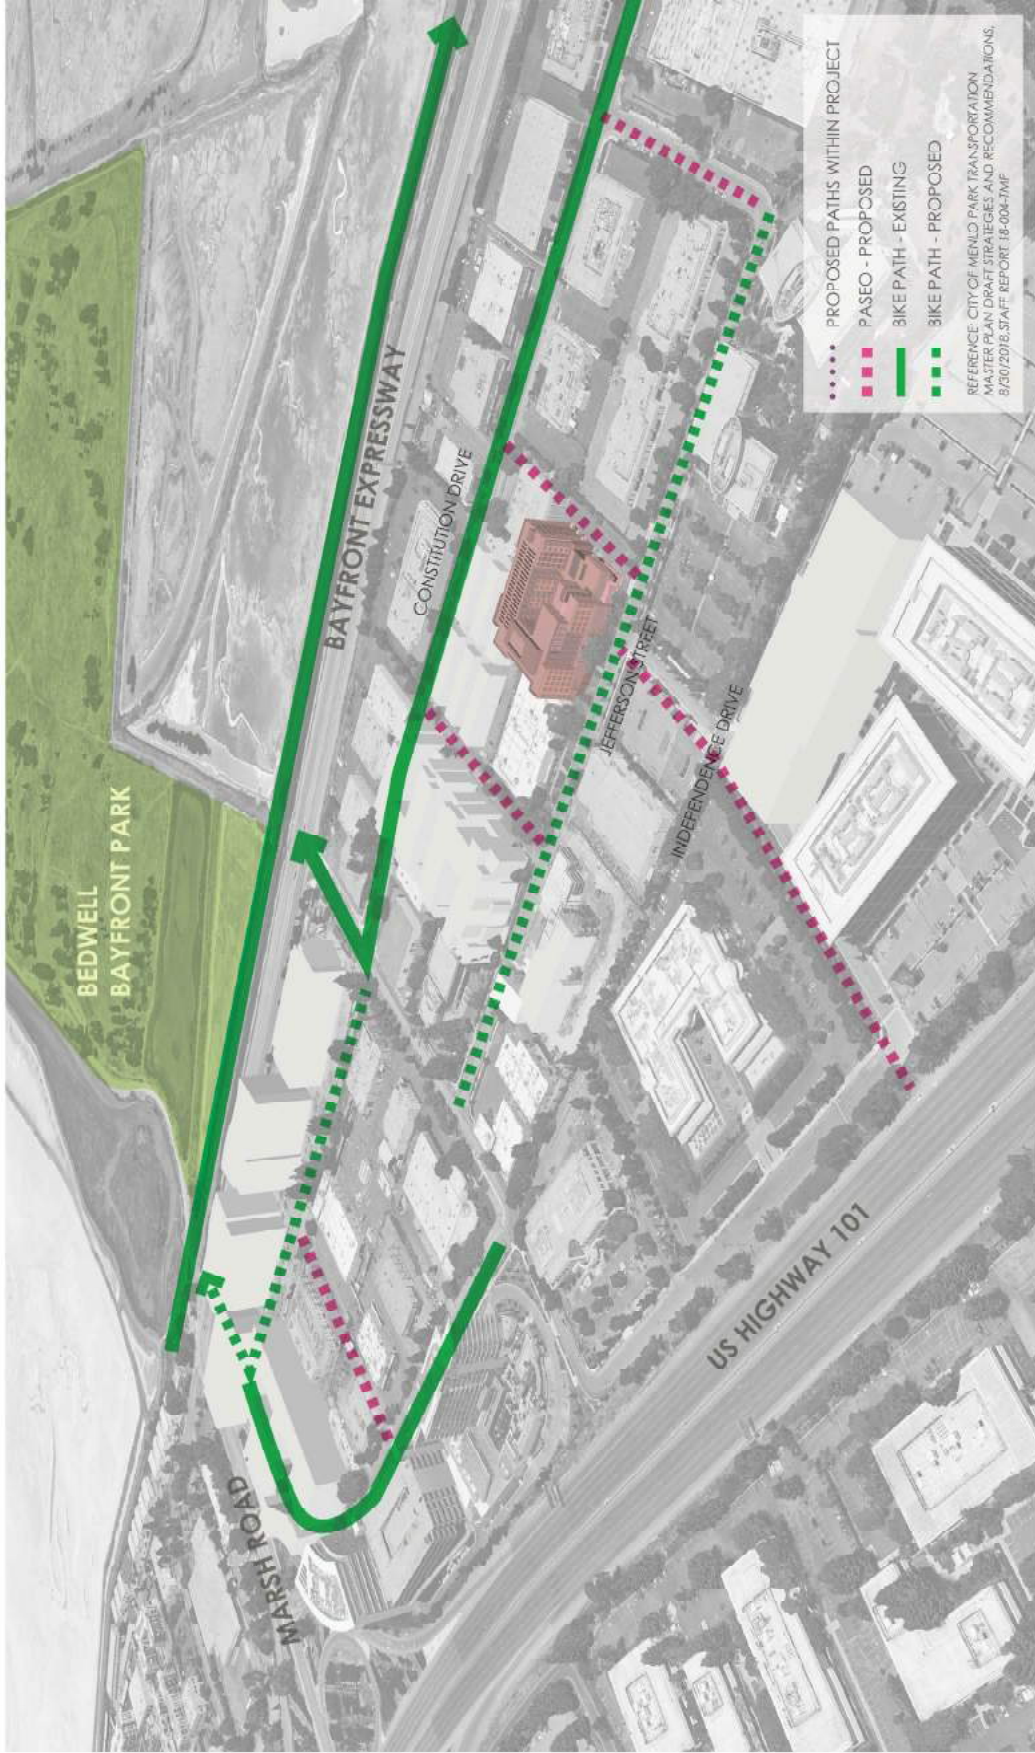 BEDWELL
BAYFRONT PARK
BAYFRONT EXPRESSWAY
CONSTITUTION DRIVE
JEFFERSON STREET
INDEPENDENCE DRIVE
MARSH ROAD
US HIGHWAY 101
PROPOSED PATHS WITHIN PROJECT
PASEO - PROPOSED
BIKE PATH - EXISTING
BIKE PATH - PROPOSED
REFERENCE CITY OF MENLO PARK TRANSPORTATION
MASTER PLAN DRAFT STRATEGIES AND RECOMMENDATIONS,
8/30/2018, STAFF REPORT 18-004-TMF